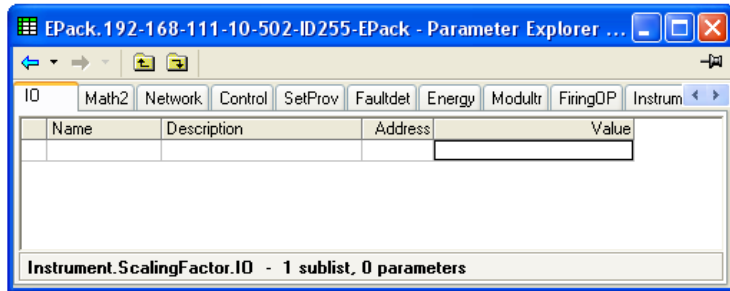 EPack.192-168-111-10-502-ID255-EPack - Parameter Explorer ...
IO Math2 Network Control SetProv Faultdet Energy Modultr FiringOP Instrum
Name Description Address Value
Instrument.ScalingFactor.IO - 1 sublist, 0 parameters